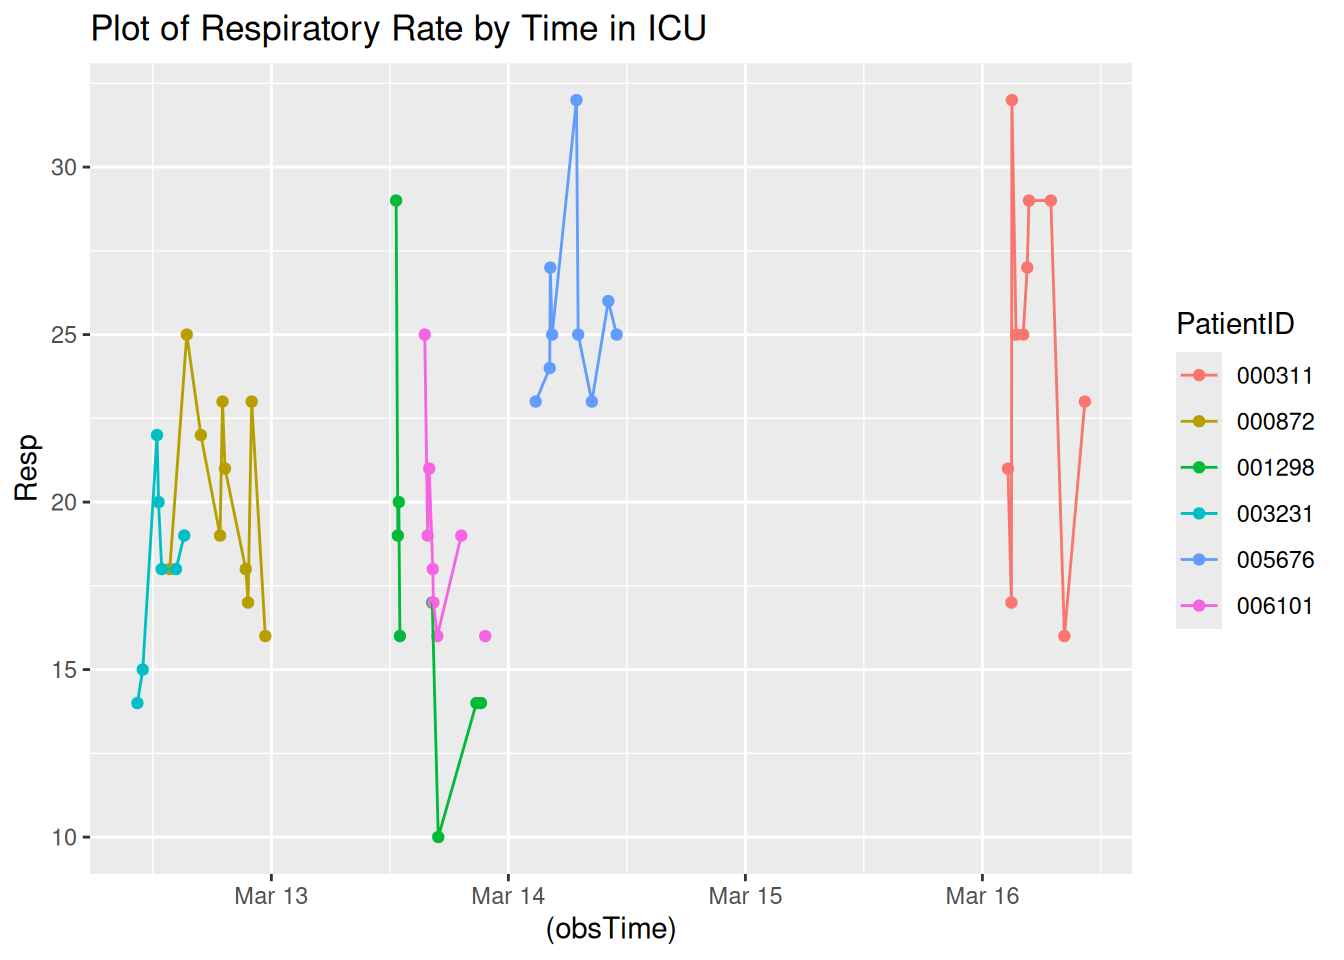 Plot of Respiratory Rate by Time in ICU
Resp
30
25
20
15
10
Mar 13
Mar 14
Mar 15
Mar 16
(obsTime)
PatientID
000311
000872
001298
003231
005676
006101